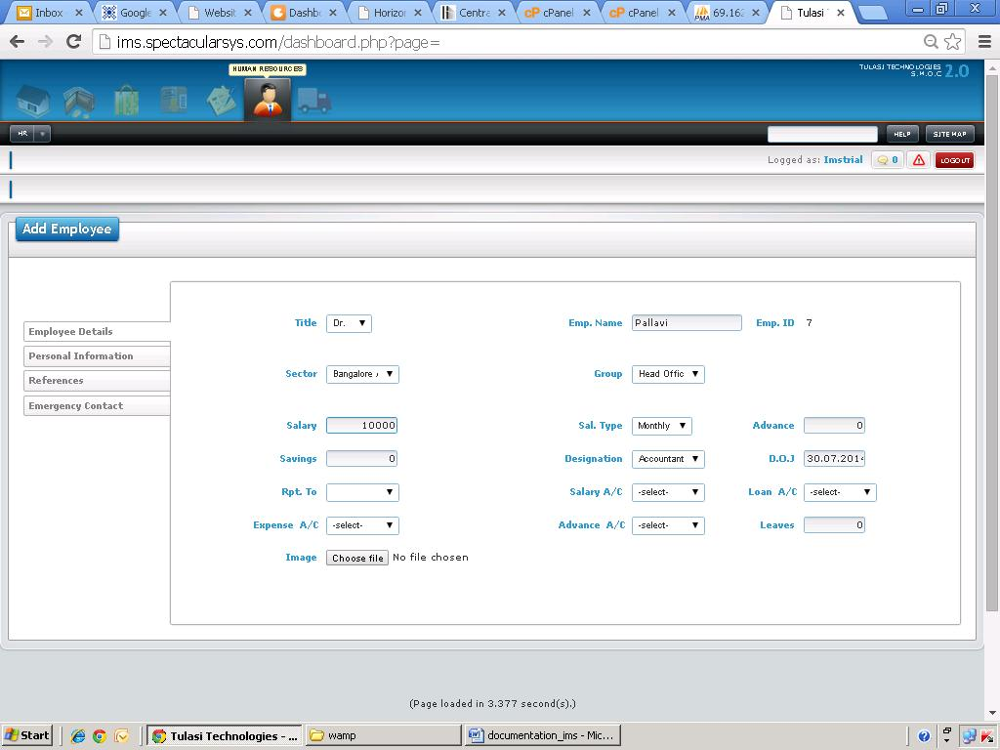 Inbox Google Websit Dashb Horizor Centra cPanel cPanel 69.162 Tulasi
ims.spectacularsys.com/dashboard.php?page=
HUMAN RESOURCES
TULASI TECHNOLOGIES
S.M.O.C 2.0
HR HELP SITE MAP
Logged as: Imstrial 0 LOGOUT
Add Employee
Employee Details
Personal Information
References
Emergency Contact
Title Dr. Emp. Name Pallavi Emp. ID 7
Sector Bangalore Group Head Offic
Salary 10000 Sal. Type Monthly Advance 0
Savings 0 Designation Accountant D.O.J 30.07.2014
Rpt. To Salary A/C -select- Loan A/C -select-
Expense A/C -select- Advance A/C -select- Leaves 0
Image Choose file No file chosen
(Page loaded in 3.377 second(s).)
Start Tulasi Technologies - ... wamp documentation_ims - Mic...